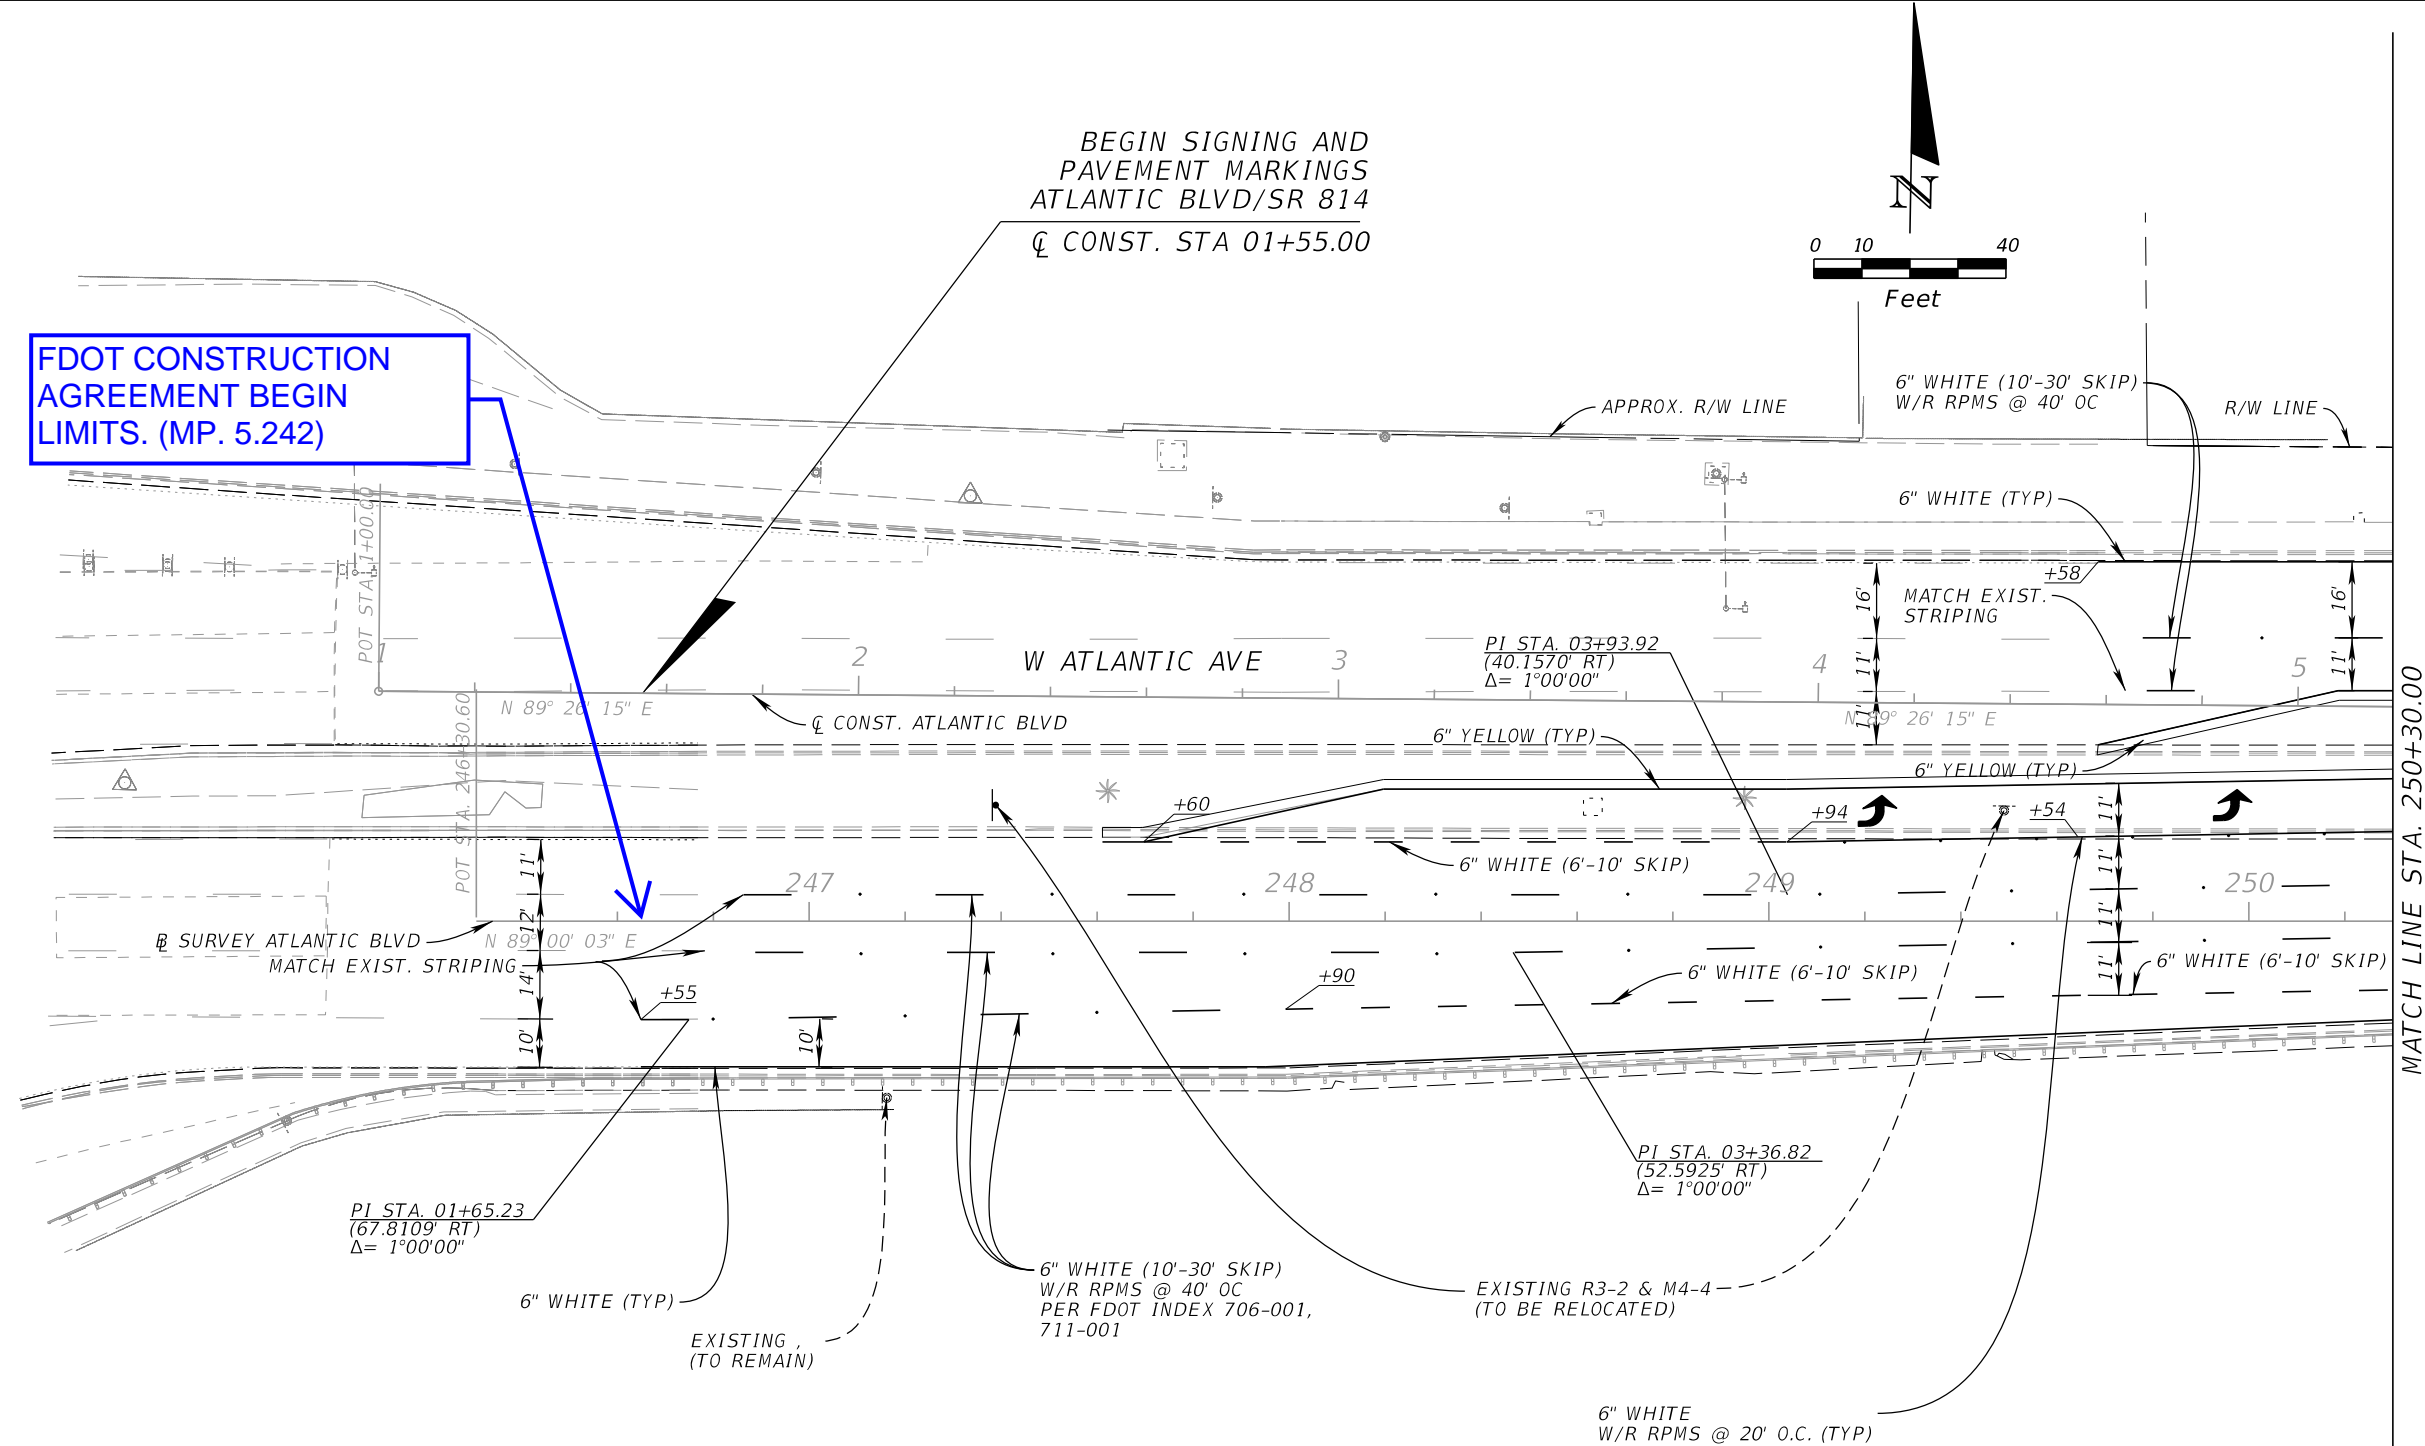 BEGIN SIGNING AND
PAVEMENT MARKINGS
ATLANTIC BLVD/SR 814
℄ CONST. STA 01+55.00
N
0 10 40
Feet
FDOT CONSTRUCTION
AGREEMENT BEGIN
LIMITS. (MP. 5.242)
6" WHITE (10'-30' SKIP)
W/R RPMS @ 40' OC
APPROX. R/W LINE
R/W LINE
6" WHITE (TYP)
+58
MATCH EXIST.
STRIPING
16'
11'
11'
16'
11'
POT STA. 1+00.00
1
2
3
4
5
W ATLANTIC AVE
PI STA. 03+93.92
(40.1570' RT)
Δ= 1°00'00"
N 89° 26' 15" E
℄ CONST. ATLANTIC BLVD
N 89° 26' 15" E
6" YELLOW (TYP)
6" YELLOW (TYP)
POT STA. 246+30.60
+60
+94
+54
6" WHITE (6'-10' SKIP)
247
248
249
250
11'
12'
14'
10'
10'
11'
11'
11'
11'
B SURVEY ATLANTIC BLVD
N 89° 00' 03" E
MATCH EXIST. STRIPING
+55
+90
6" WHITE (6'-10' SKIP)
6" WHITE (6'-10' SKIP)
MATCH LINE STA. 250+30.00
PI STA. 03+36.82
(52.5925' RT)
Δ= 1°00'00"
PI STA. 01+65.23
(67.8109' RT)
Δ= 1°00'00"
6" WHITE (TYP)
EXISTING ,
(TO REMAIN)
6" WHITE (10'-30' SKIP)
W/R RPMS @ 40' OC
PER FDOT INDEX 706-001,
711-001
EXISTING R3-2 & M4-4
(TO BE RELOCATED)
6" WHITE
W/R RPMS @ 20' O.C. (TYP)